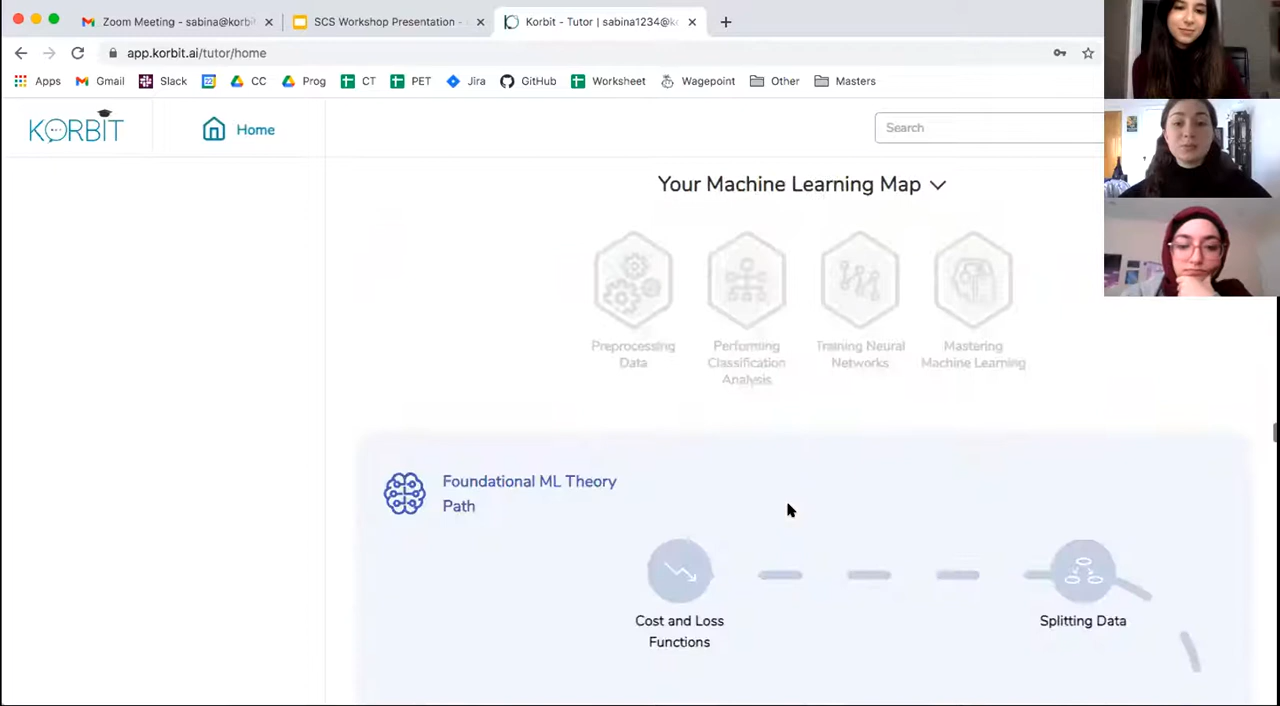 Zoom Meeting - sabina@korbi
SCS Workshop Presentation -
Korbit - Tutor | sabina1234@k
app.korbit.ai/tutor/home
Apps Gmail Slack CC Prog CT PET Jira GitHub Worksheet Wagepoint Other Masters
KORBIT
Home
Search
Your Machine Learning Map
Preprocessing
Data
Performing
Classification
Analysis
Training Neural
Networks
Mastering
Machine Learning
Foundational ML Theory
Path
Cost and Loss
Functions
Splitting Data